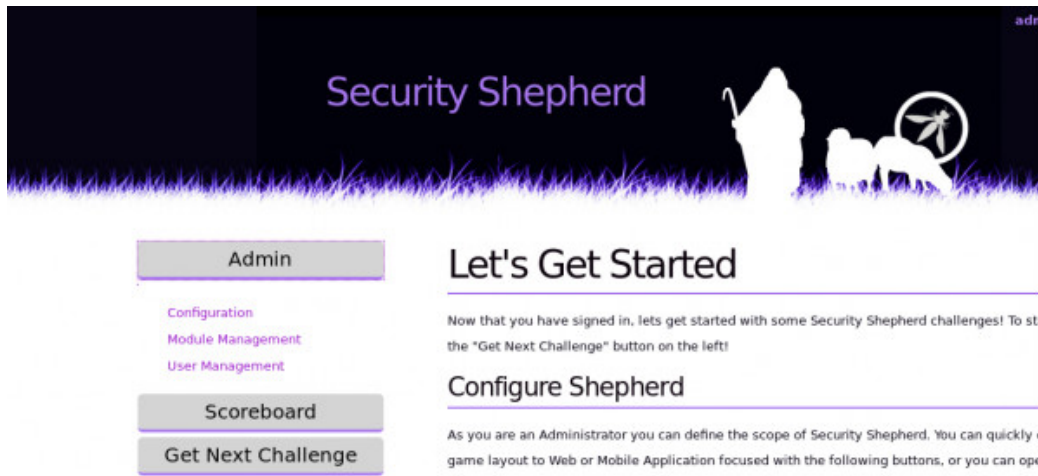 adm
Security Shepherd
Admin
Configuration
Module Management
User Management
Scoreboard
Get Next Challenge
Let's Get Started
Now that you have signed in, lets get started with some Security Shepherd challenges! To st
the "Get Next Challenge" button on the left!
Configure Shepherd
As you are an Administrator you can define the scope of Security Shepherd. You can quickly
game layout to Web or Mobile Application focused with the following buttons, or you can ope